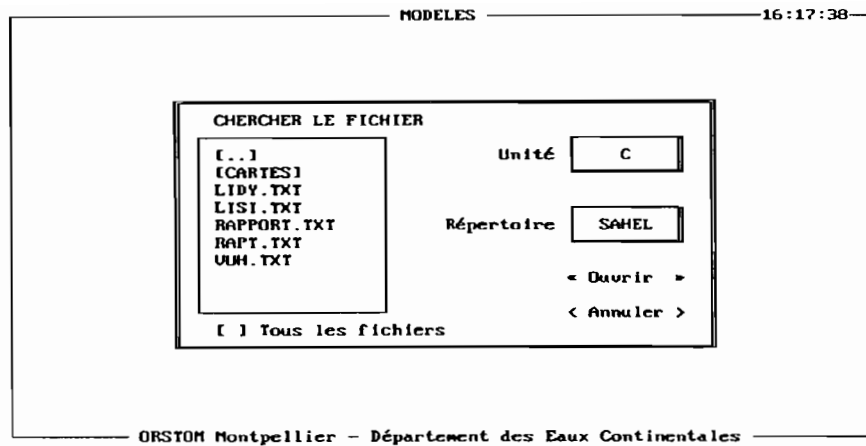 MODELES 16:17:38
CHERCHER LE FICHIER
[..]
[CARTES]
LIDY.TXT
LISI.TXT
RAPPORT.TXT
RAPT.TXT
VUH.TXT
[ ] Tous les fichiers
Unité C
Répertoire SAHEL
« Ouvrir »
< Annuler >
ORSTOM Montpellier - Département des Eaux Continentales